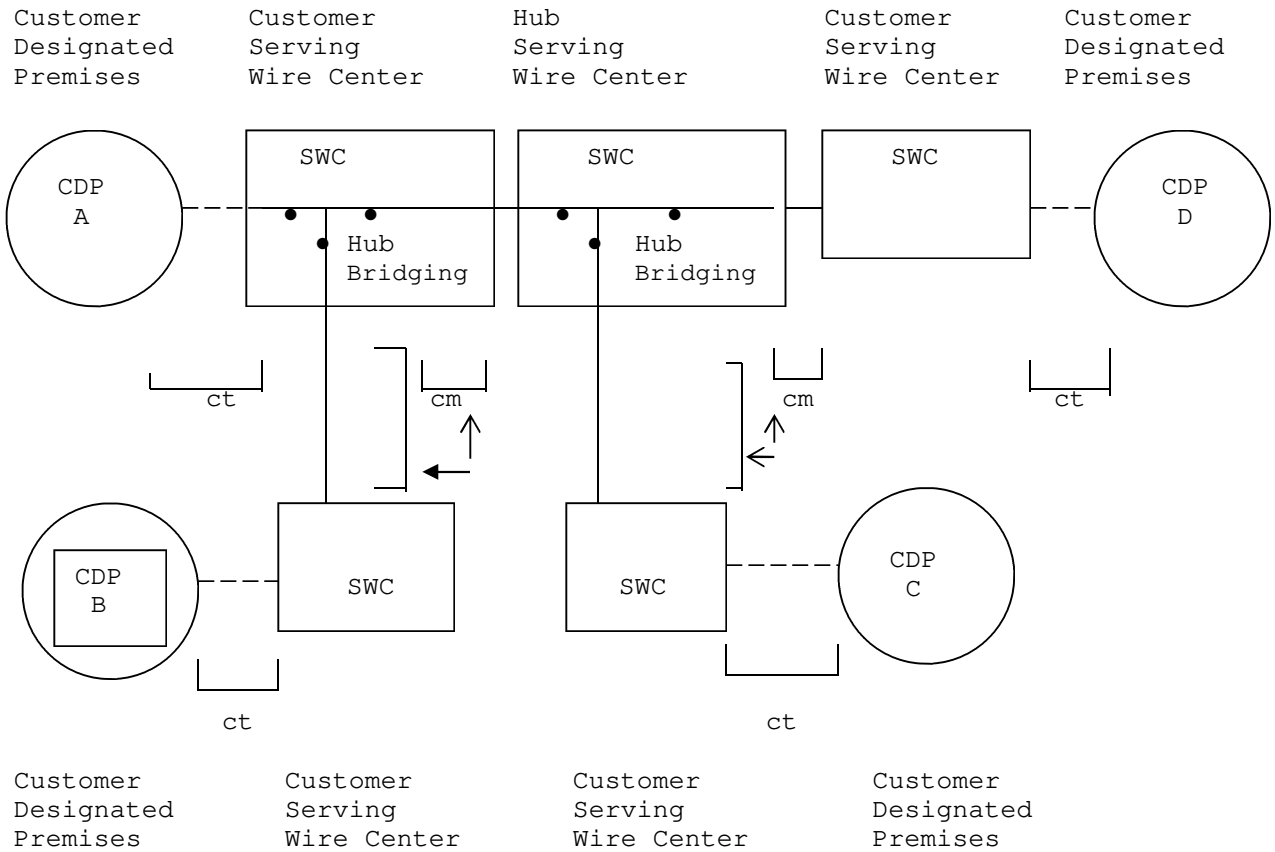 Customer Designated Premises
Customer Serving Wire Center
Hub Serving Wire Center
Customer Serving Wire Center
Customer Designated Premises
SWC
SWC
SWC
CDP
A
CDP
D
Hub
Bridging
Hub
Bridging
ct
cm
cm
ct
CDP
B
SWC
SWC
CDP
C
ct
ct
Customer Designated Premises
Customer Serving Wire Center
Customer Serving Wire Center
Customer Designated Premises